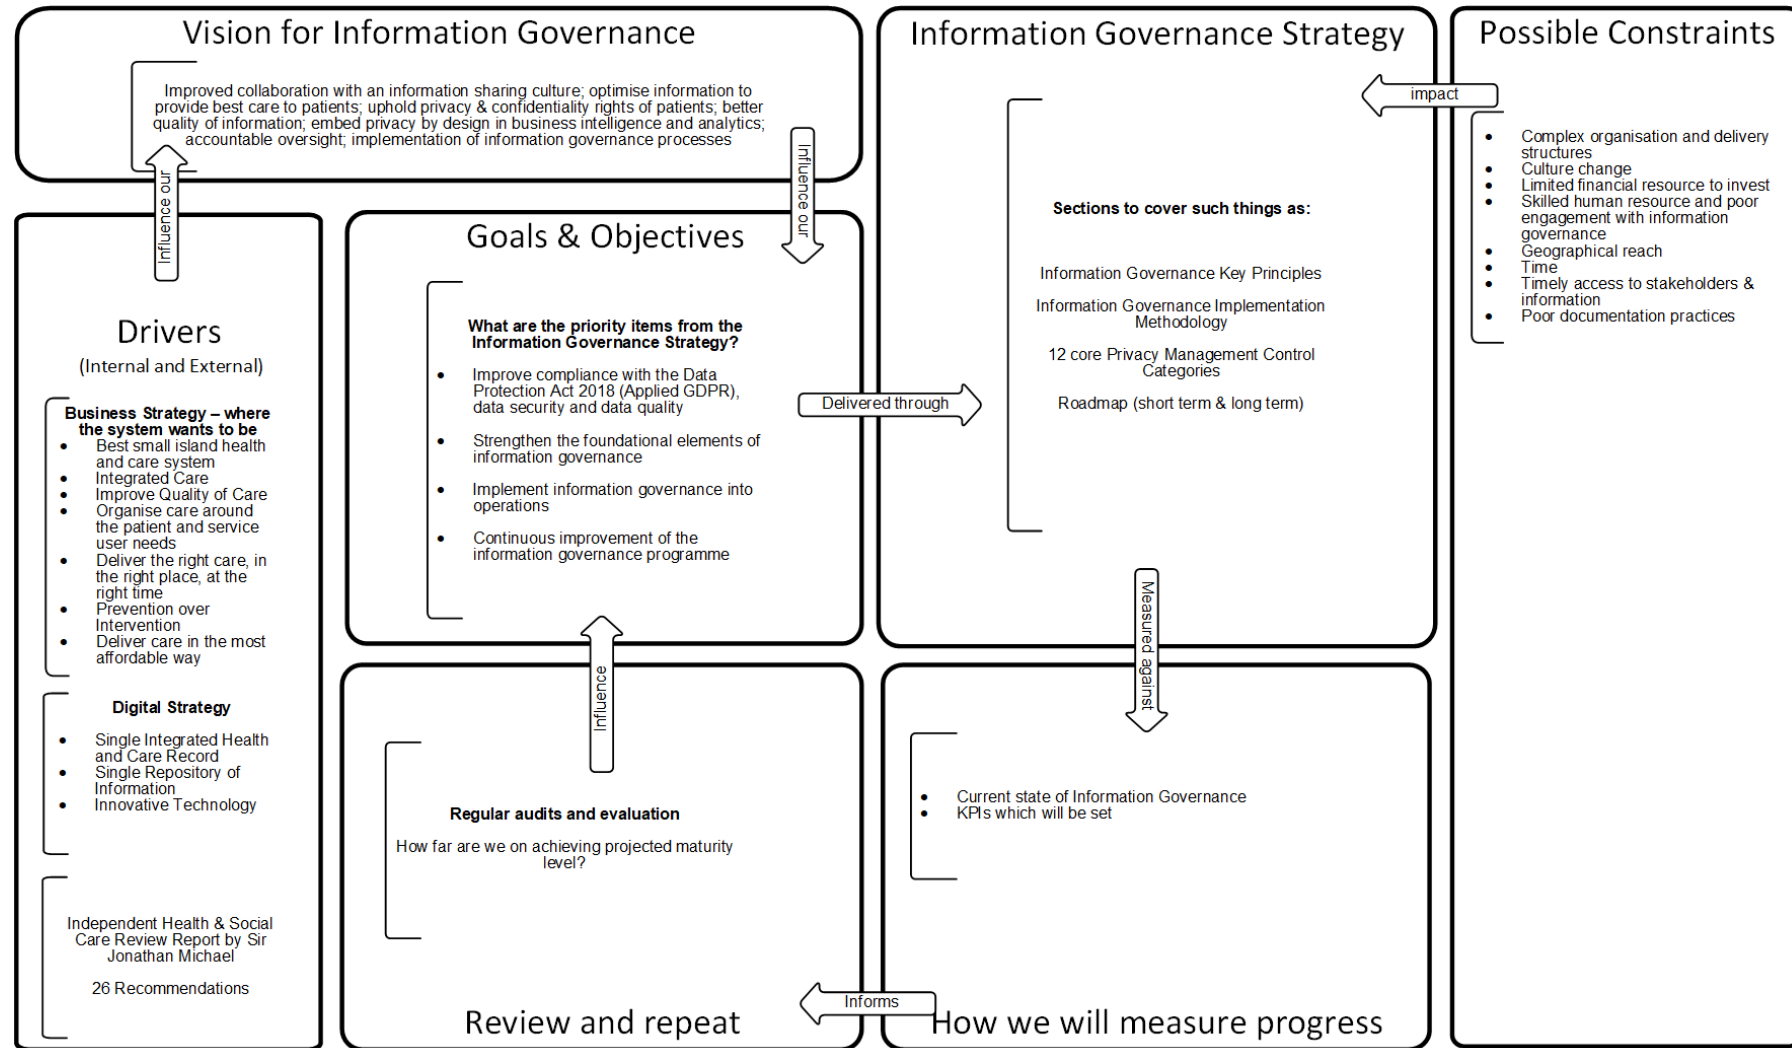 Vision for Information Governance
Improved collaboration with an information sharing culture; optimise information to
provide best care to patients; uphold privacy & confidentiality rights of patients; better
quality of information; embed privacy by design in business intelligence and analytics;
accountable oversight; implementation of information governance processes
Influence our
Influence our
Drivers
(Internal and External)
Business Strategy – where
the system wants to be
• Best small island health
and care system
• Integrated Care
• Improve Quality of Care
• Organise care around
the patient and service
user needs
• Deliver the right care, in
the right place, at the
right time
• Prevention over
Intervention
• Deliver care in the most
affordable way
Digital Strategy
• Single Integrated Health
and Care Record
• Single Repository of
Information
• Innovative Technology
Independent Health & Social
Care Review Report by Sir
Jonathan Michael
26 Recommendations
Goals & Objectives
What are the priority items from the
Information Governance Strategy?
• Improve compliance with the Data
Protection Act 2018 (Applied GDPR),
data security and data quality
• Strengthen the foundational elements of
information governance
• Implement information governance into
operations
• Continuous improvement of the
information governance programme
Delivered through
Information Governance Strategy
Sections to cover such things as:
Information Governance Key Principles
Information Governance Implementation
Methodology
12 core Privacy Management Control
Categories
Roadmap (short term & long term)
Possible Constraints
impact
• Complex organisation and delivery
structures
• Culture change
• Limited financial resource to invest
• Skilled human resource and poor
engagement with information
governance
• Geographical reach
• Time
• Timely access to stakeholders &
information
• Poor documentation practices
Measured against
• Current state of Information Governance
• KPIs which will be set
How we will measure progress
Informs
Influence
Regular audits and evaluation
How far are we on achieving projected maturity
level?
Review and repeat